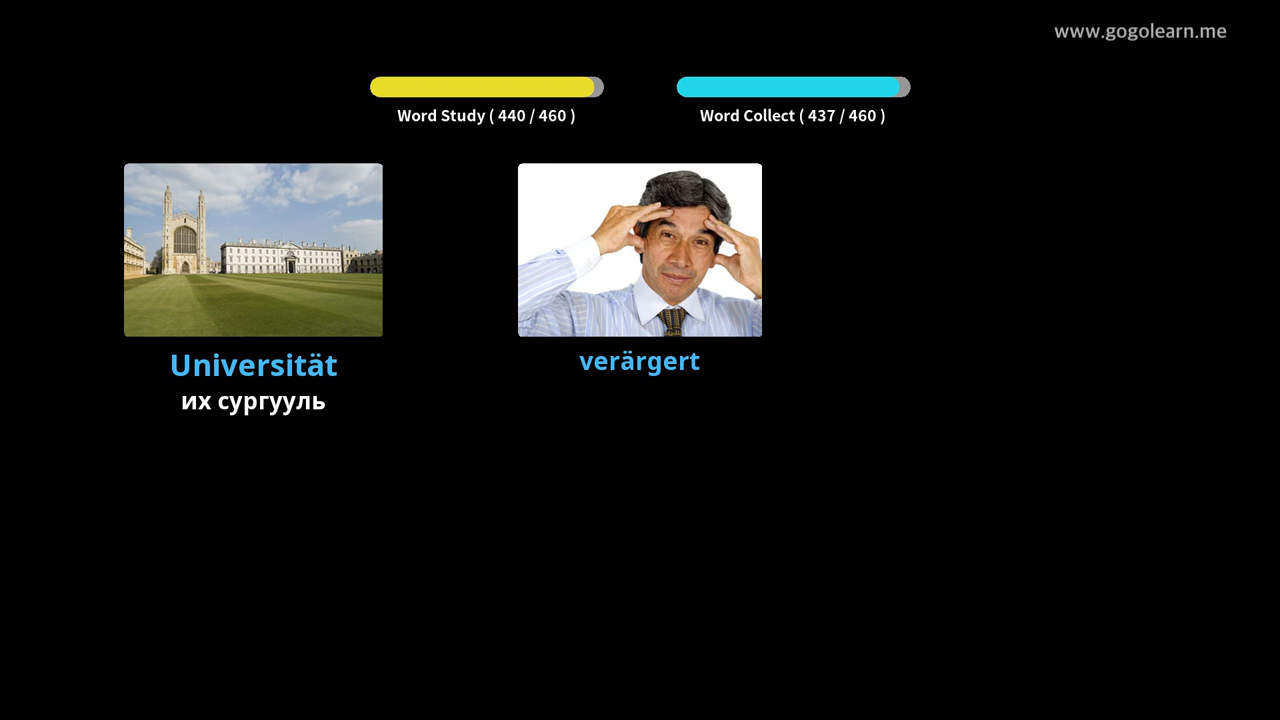 www.gogolearn.me
Word Study ( 440 / 460 )
Word Collect ( 437 / 460 )
Universität
их сургууль
verärgert